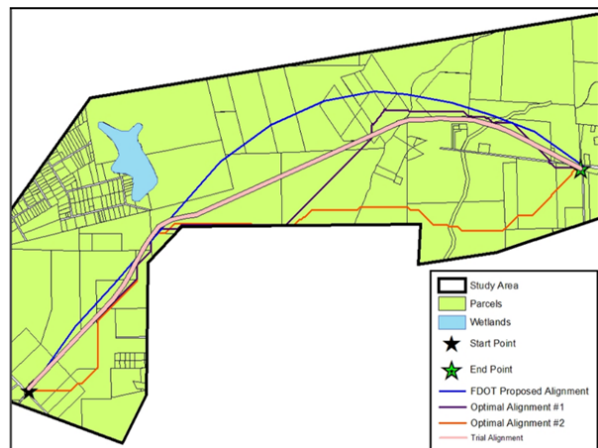 Study Area
Parcels
Wetlands
Start Point
End Point
FDOT Proposed Alignment
Optimal Alignment #1
Optimal Alignment #2
Trial Alignment